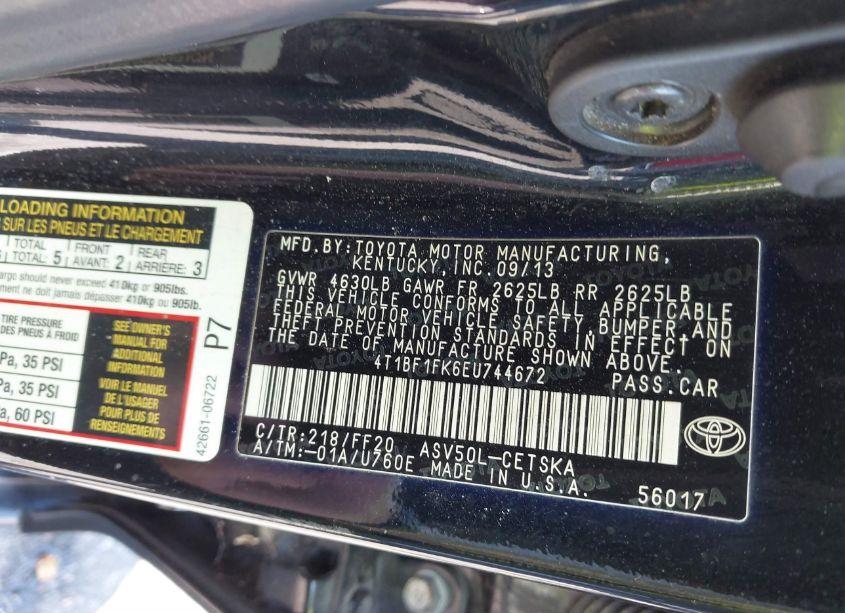 LOADING INFORMATION
SUR LES PNEUS ET LE CHARGEMENT
TOTAL 5 FRONT 2 REAR 3
TOTAL: AVANT: ARRIÈRE:
cargo should never exceed 410kg or 905lbs.
ement ne doit jamais dépasser 410kg ou 905lb.
TIRE PRESSURE
DES PNEUS À FROID
Pa, 35 PSI
Pa, 35 PSI
a, 60 PSI
SEE OWNER'S
MANUAL FOR
ADDITIONAL
INFORMATION
VOIR LE MANUEL
DE L'USAGER
POUR PLUS DE
RENSEIGNEMENTS
P7
42661-06722
MFD.BY:TOYOTA MOTOR MANUFACTURING,
KENTUCKY,INC.09/13
GVWR 4630LB GAWR FR 2625LB RR 2625LB
THIS VEHICLE CONFORMS TO ALL APPLICABLE
FEDERAL MOTOR VEHICLE SAFETY,BUMPER AND
THEFT PREVENTION STANDARDS IN EFFECT ON
THE DATE OF MANUFACTURE SHOWN ABOVE.
4T1BF1FK6EU744672 PASS.CAR
C/TR:218/FF20 ASV50L-CETSKA
A/TM:-01A/U760E MADE IN U.S.A. 56017